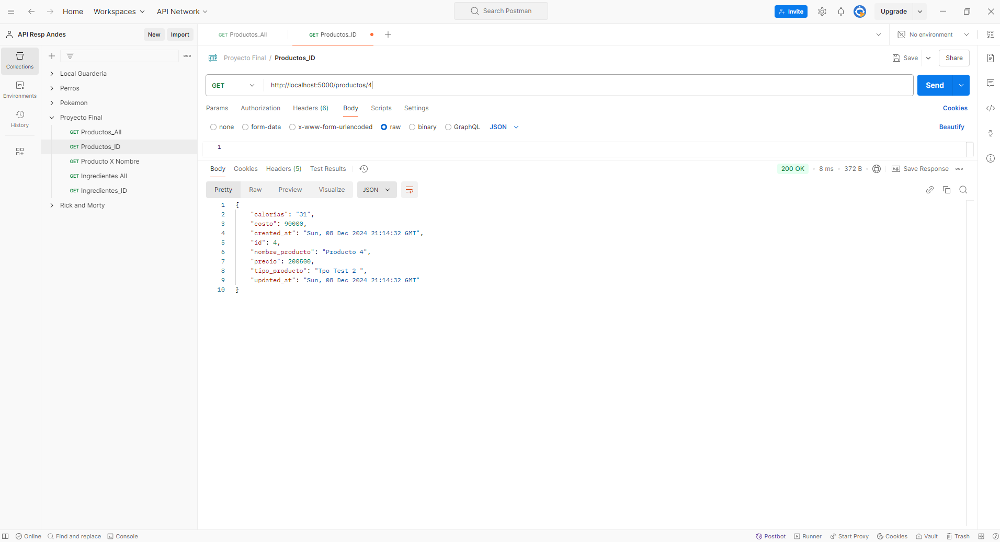 Home Workspaces API Network Search Postman Invite Upgrade
API Resp Andes New Import GET Productos_All GET Productos_ID No environment
Collections
Environments
History
Local Guarderia
Perros
Pokemon
Proyecto Final
GET Productos_All
GET Productos_ID
GET Producto X Nombre
GET Ingredientes All
GET Ingredientes_ID
Rick and Morty
HTTP Proyecto Final / Productos_ID Save Share
GET http://localhost:5000/productos/4 Send
Params Authorization Headers (6) Body Scripts Settings Cookies
none form-data x-www-form-urlencoded raw binary GraphQL JSON Beautify
1
Body Cookies Headers (5) Test Results 200 OK 8 ms 372 B e.g. Save Response
Pretty Raw Preview Visualize JSON
1 {
2 "calorias": "31",
3 "costo": 90000,
4 "created_at": "Sun, 08 Dec 2024 21:14:32 GMT",
5 "id": 4,
6 "nombre_producto": "Producto 4",
7 "precio": 200500,
8 "tipo_producto": "Tpo Test 2 ",
9 "updated_at": "Sun, 08 Dec 2024 21:14:32 GMT"
10 }
Online Find and replace Console Postbot Runner Start Proxy Cookies Vault Trash